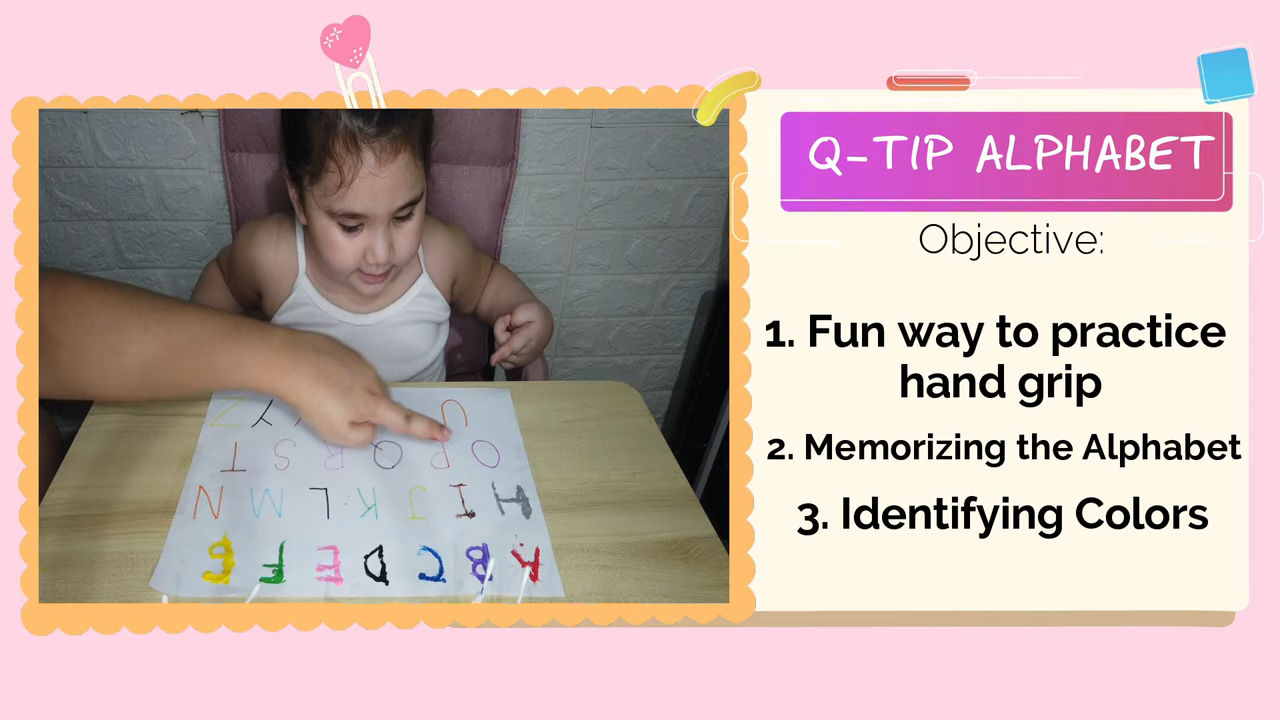 A B C D E F G
H I J K L M N
O P Q R S T
U Y Z
Q-TIP ALPHABET
Objective:
1. Fun way to practice
hand grip
2. Memorizing the Alphabet
3. Identifying Colors